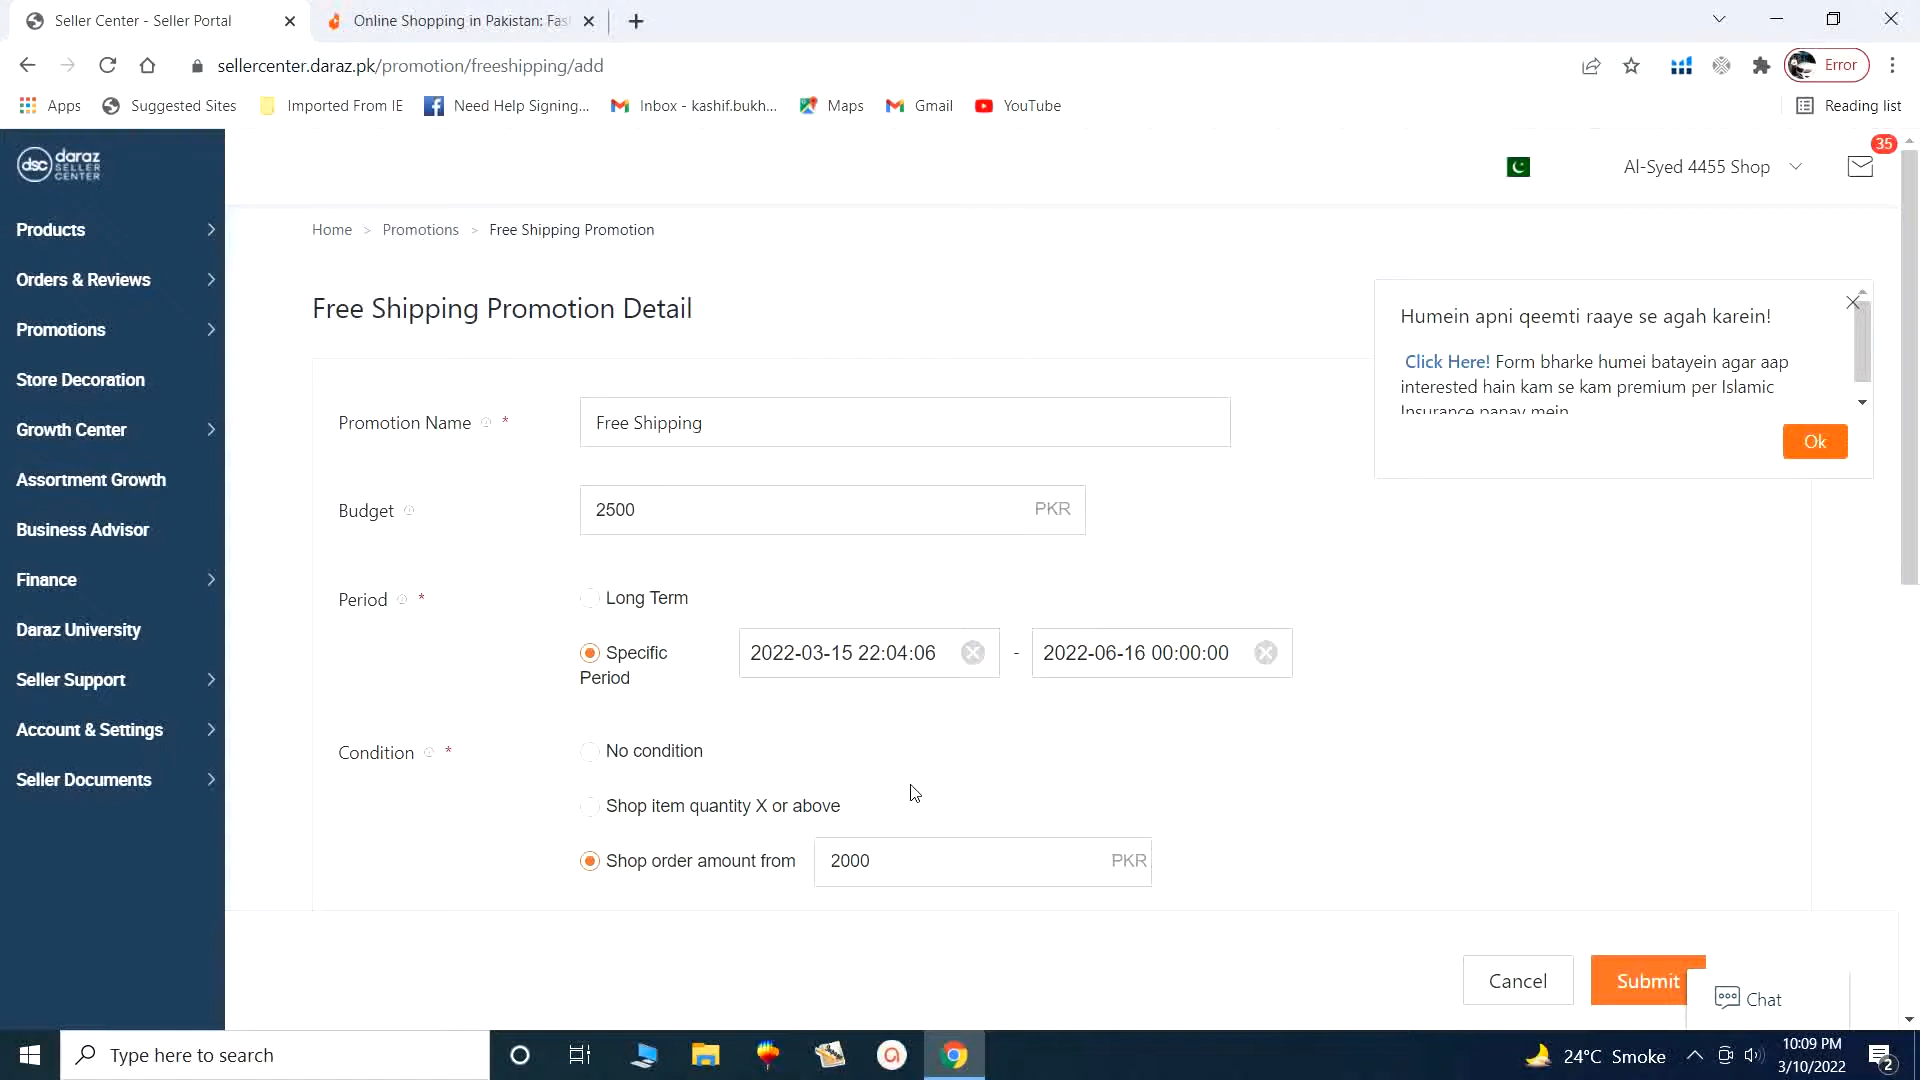 Seller Center - Seller Portal
Online Shopping in Pakistan: Fas
sellercenter.daraz.pk/promotion/freeshipping/add
Error
Apps
Suggested Sites
Imported From IE
Need Help Signing...
Inbox - kashif.bukh...
Maps
Gmail
YouTube
Reading list
dsc daraz SELLER CENTER
Al-Syed 4455 Shop
35
Products
Orders & Reviews
Promotions
Store Decoration
Growth Center
Assortment Growth
Business Advisor
Finance
Daraz University
Seller Support
Account & Settings
Seller Documents
Home > Promotions > Free Shipping Promotion
Free Shipping Promotion Detail
Humein apni qeemti raaye se agah karein!
Click Here! Form bharke humei batayein agar aap
interested hain kam se kam premium per Islamic
Insurance panay mein
Ok
Promotion Name * Free Shipping
Budget 2500 PKR
Period * Long Term
Specific Period 2022-03-15 22:04:06 - 2022-06-16 00:00:00
Condition * No condition
Shop item quantity X or above
Shop order amount from 2000 PKR
Cancel
Submit
Chat
Type here to search
24°C Smoke
10:09 PM
3/10/2022
2